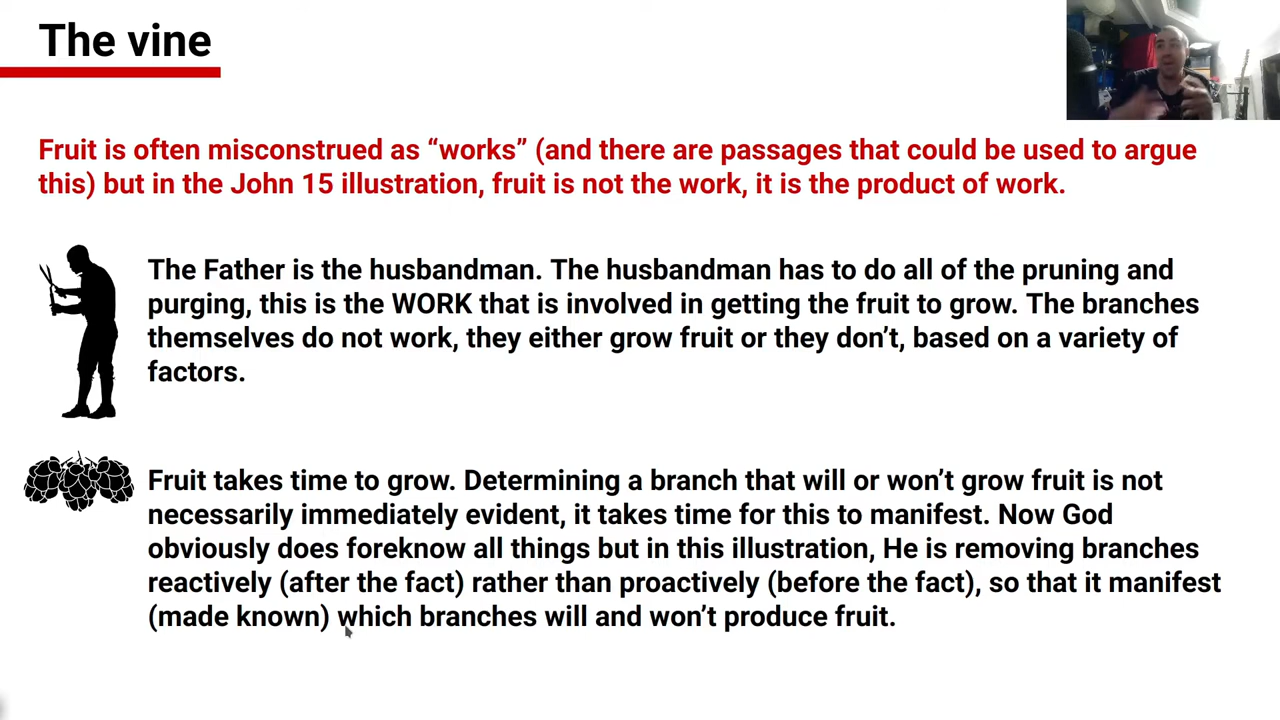 The vine
Fruit is often misconstrued as “works” (and there are passages that could be used to argue
this) but in the John 15 illustration, fruit is not the work, it is the product of work.
The Father is the husbandman. The husbandman has to do all of the pruning and
purging, this is the WORK that is involved in getting the fruit to grow. The branches
themselves do not work, they either grow fruit or they don’t, based on a variety of
factors.
Fruit takes time to grow. Determining a branch that will or won’t grow fruit is not
necessarily immediately evident, it takes time for this to manifest. Now God
obviously does foreknow all things but in this illustration, He is removing branches
reactively (after the fact) rather than proactively (before the fact), so that it manifest
(made known) which branches will and won’t produce fruit.